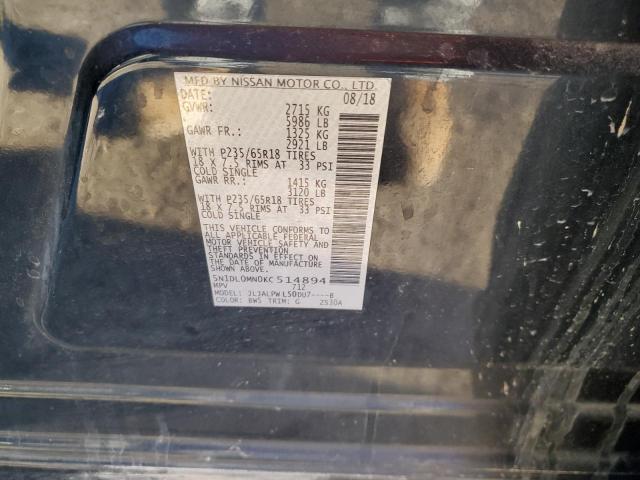 MFD BY NISSAN MOTOR CO., LTD.
DATE: 08/18
GVWR: 2715 KG
5986 LB
GAWR FR.: 1325 KG
2921 LB
WITH P235/65R18 TIRES
18 X 7.5 RIMS AT 33 PSI
COLD SINGLE
GAWR RR.: 1415 KG
3120 LB
WITH P235/65R18 TIRES
18 X 7.5 RIMS AT 33 PSI
COLD SINGLE
THIS VEHICLE CONFORMS TO ALL
APPLICABLE FEDERAL
MOTOR VEHICLE SAFETY AND
THEFT PREVENTION
STANDARDS IN EFFECT ON
THE DATE OF MANUFACTURE
SHOWN ABOVE.
5N1DL0MN0KC514894
MPV 712
JLJALPWL50DU7----B
COLOR: BW5 TRIM: G ZS30A